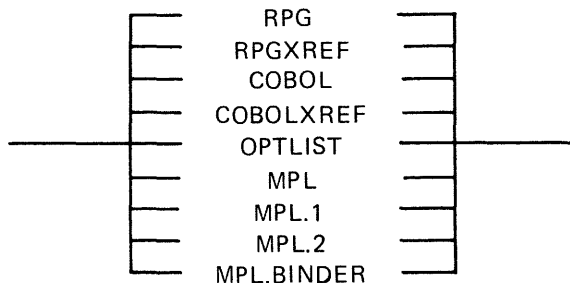 RPG
RPGXREF
COBOL
COBOLXREF
OPTLIST
MPL
MPL.1
MPL.2
MPL.BINDER